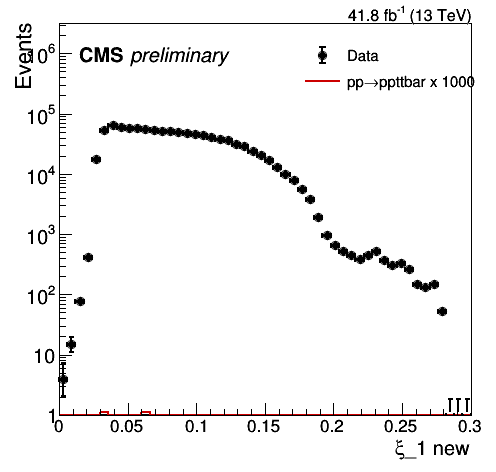 41.8 fb⁻¹ (13 TeV)
Events
CMS preliminary
Data
pp→ppttbar x 1000
10⁶
10⁵
10⁴
10³
10²
10
1
0 0.05 0.1 0.15 0.2 0.25 0.3
ξ_1 new